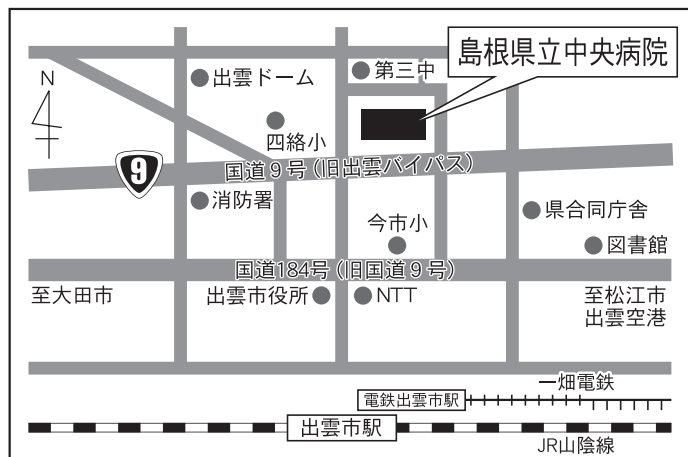 島根県立中央病院
第三中
出雲ドーム
N
四絡小
国道9号(旧出雲バイパス)
9
消防署
県合同庁舎
今市小
図書館
国道184号(旧国道9号)
至大田市
出雲市役所
NTT
至松江市
出雲空港
一畑電鉄
電鉄出雲市駅
出雲市駅
JR山陰線